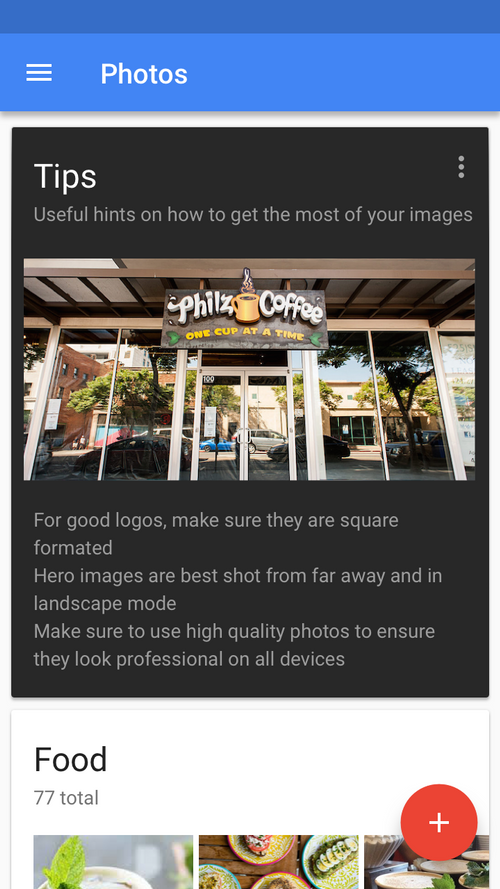 Photos
Tips
Useful hints on how to get the most of your images
Philz Coffee
ONE CUP AT A TIME
100
For good logos, make sure they are square
formated
Hero images are best shot from far away and in
landscape mode
Make sure to use high quality photos to ensure
they look professional on all devices
Food
77 total